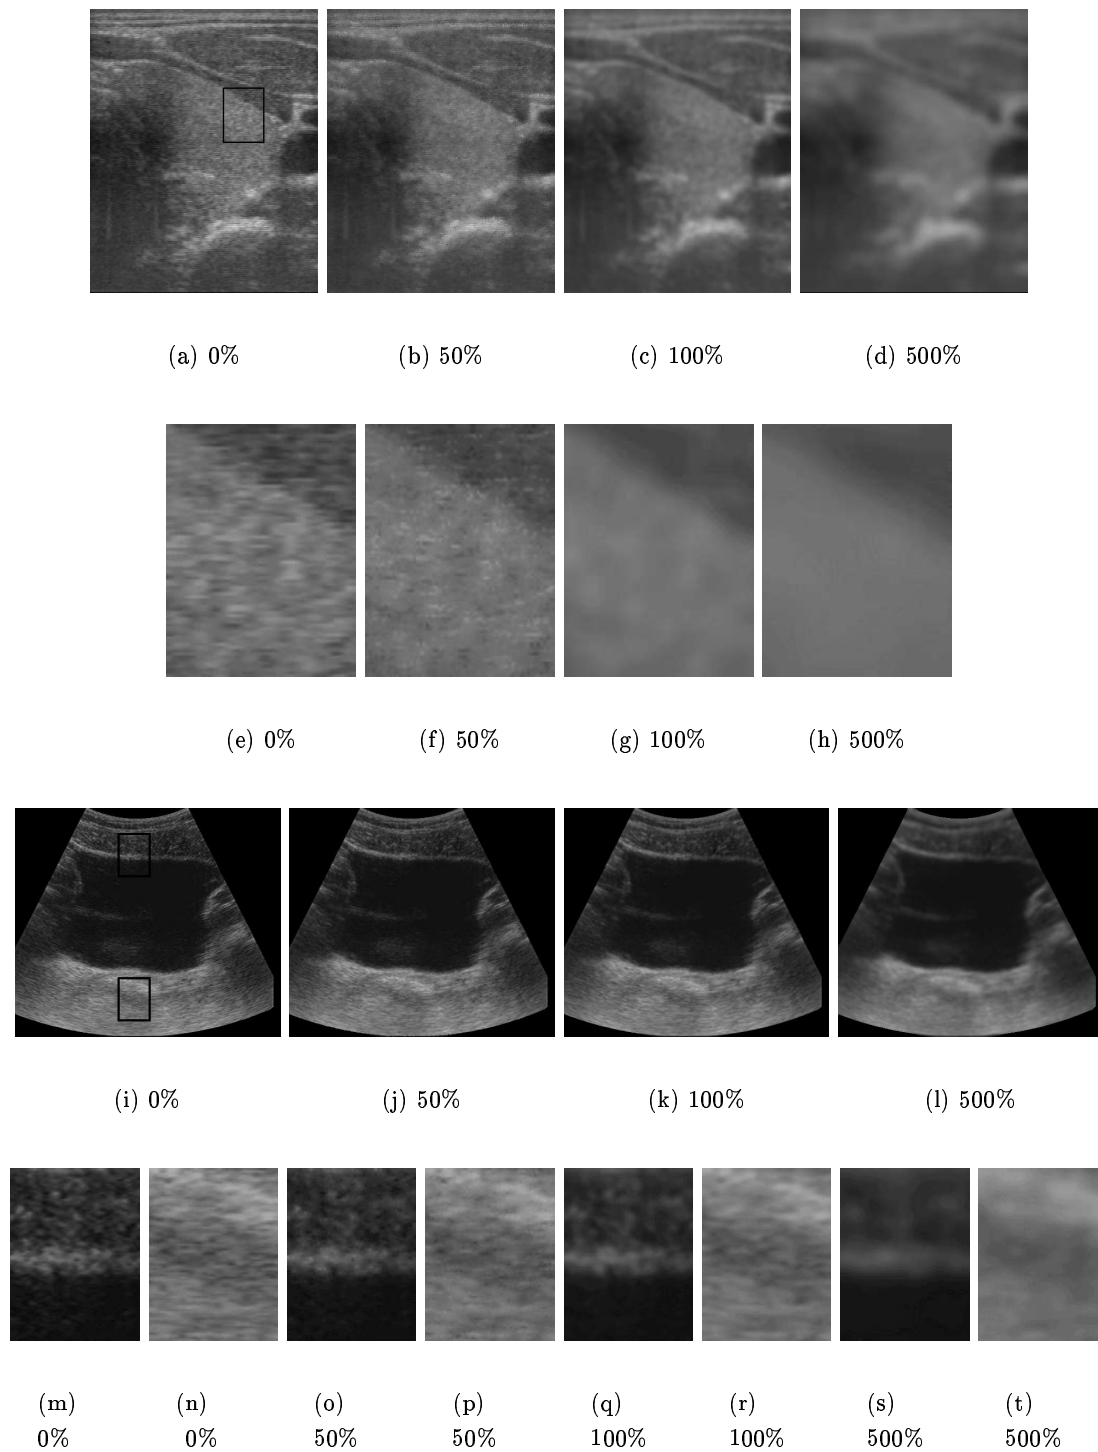 (a) 0% (b) 50% (c) 100% (d) 500%
(e) 0% (f) 50% (g) 100% (h) 500%
(i) 0% (j) 50% (k) 100% (l) 500%
(m) (n) (o) (p) (q) (r) (s) (t)
0% 0% 50% 50% 100% 100% 500% 500%